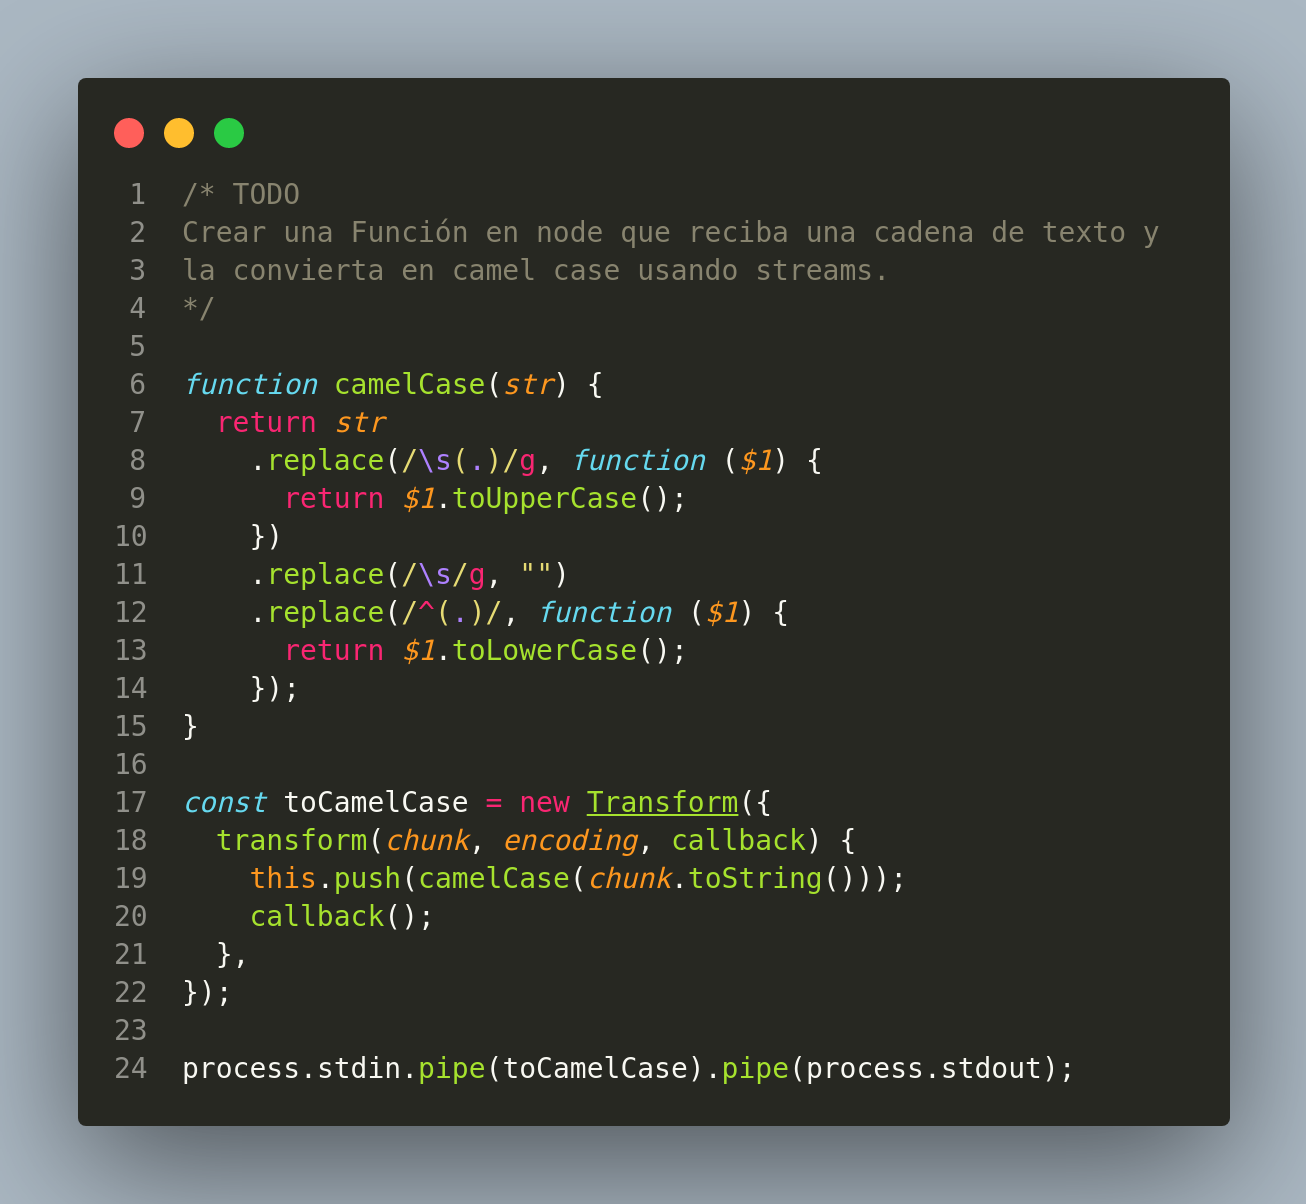 1 /* TODO
2 Crear una Función en node que reciba una cadena de texto y
3 la convierta en camel case usando streams.
4 */
5
6 function camelCase(str) {
7   return str
8     .replace(/\s(.)/g, function ($1) {
9       return $1.toUpperCase();
10     })
11     .replace(/\s/g, "")
12     .replace(/^(.)/, function ($1) {
13       return $1.toLowerCase();
14     });
15 }
16
17 const toCamelCase = new Transform({
18   transform(chunk, encoding, callback) {
19     this.push(camelCase(chunk.toString()));
20     callback();
21   },
22 });
23
24 process.stdin.pipe(toCamelCase).pipe(process.stdout);